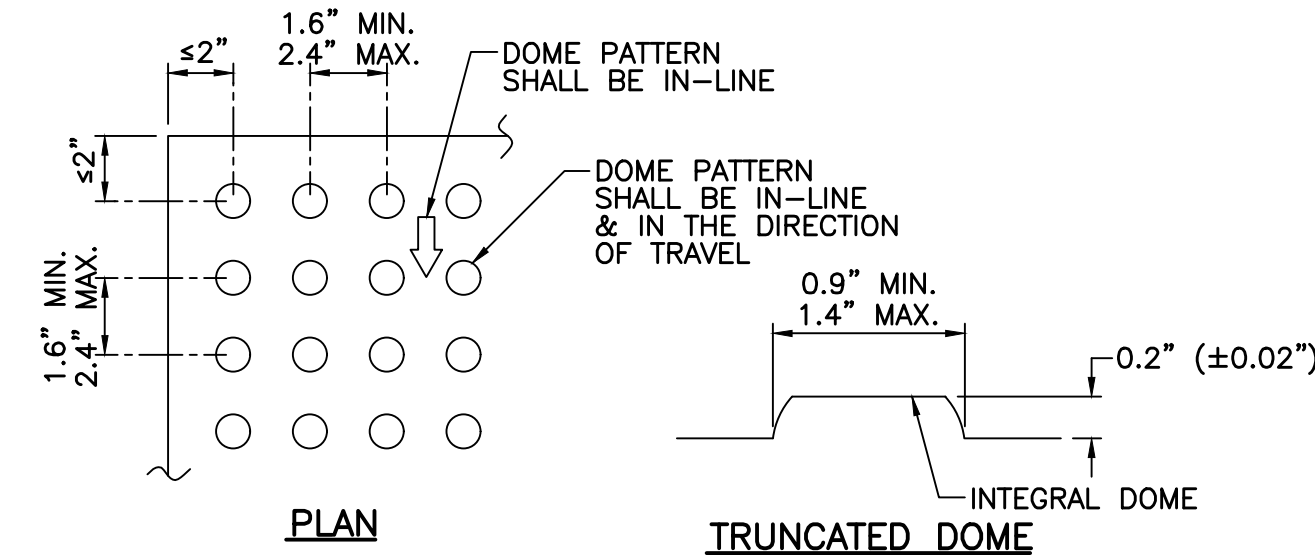 ≤2”
1.6” MIN.
2.4” MAX.
DOME PATTERN
SHALL BE IN-LINE
≤2”
DOME PATTERN
SHALL BE IN-LINE
& IN THE DIRECTION
OF TRAVEL
1.6” MIN.
2.4” MAX.
0.9” MIN.
1.4” MAX.
0.2” (±0.02”)
INTEGRAL DOME
PLAN
TRUNCATED DOME